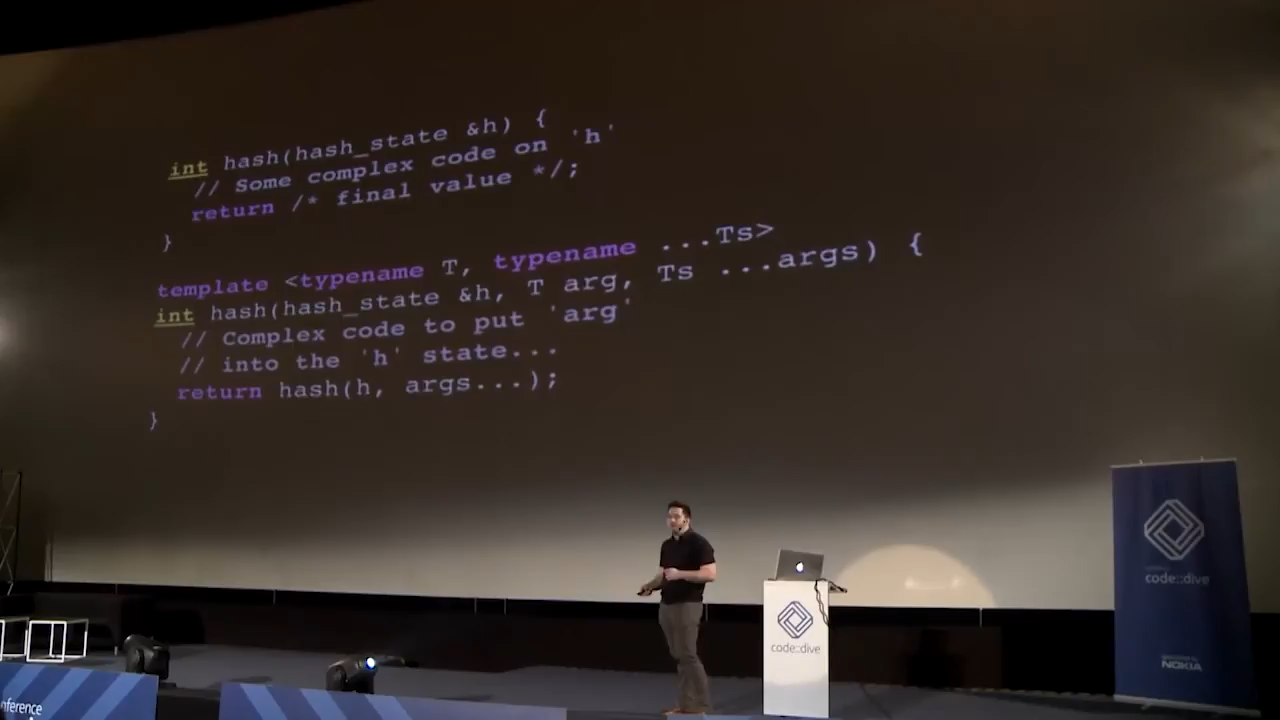 int hash(hash_state &h) {
// Some complex code on 'h'
return /* final value */;
}
template <typename T, typename ...Ts>
int hash(hash_state &h, T arg, Ts ...args) {
// Complex code to put 'arg'
// into the 'h' state...
return hash(h, args...);
}
code::dive
NOKIA
code::dive
nference